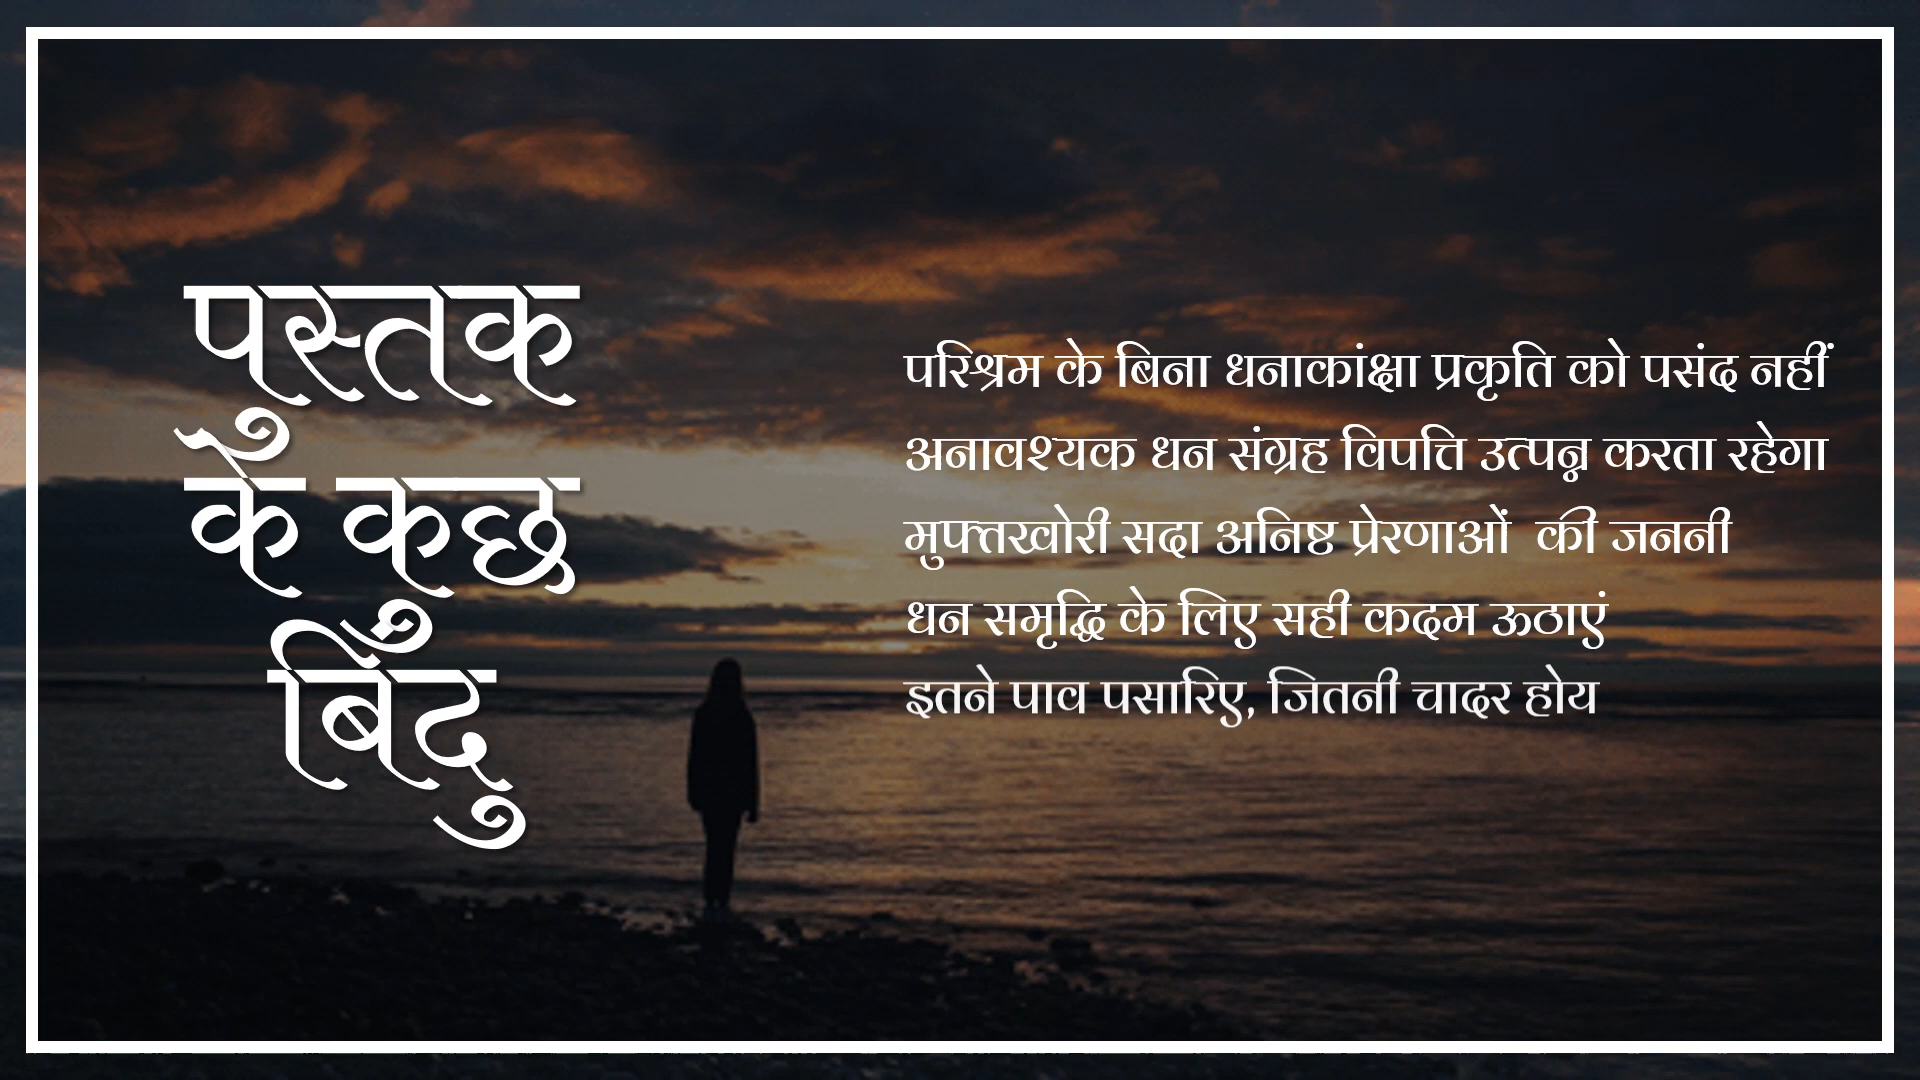 पुस्तक
के कुछ
बिंदु
परिश्रम के बिना धनाकांक्षा प्रकृति को पसंद नहीं
अनावश्यक धन संग्रह विपत्ति उत्पन्न करता रहेगा
मुफ्तखोरी सदा अनिष्ट प्रेरणाओं की जननी
धन समृद्धि के लिए सही कदम ऊठाएं
इतने पाव पसारिए, जितनी चादर होय